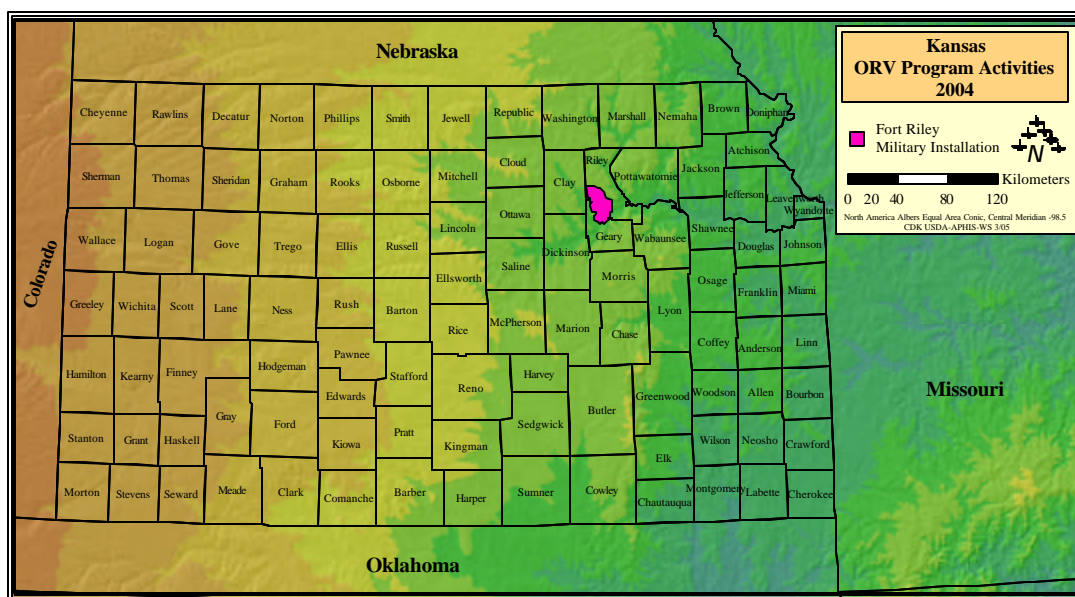 Nebraska
Kansas
ORV Program Activities
2004
Fort Riley
Military Installation
N
Kilometers
0 20 40 80 120
North America Albers Equal Area Conic, Central Meridian -98.5
CDK USDA-APHIS-WS 3/05
Cheyenne Rawlins Decatur Norton Phillips Smith Jewell Republic Washington Marshall Nemaha Brown Doniphan
Atchison
Sherman Thomas Sheridan Graham Rooks Osborne Mitchell Cloud Clay Riley Pottawatomie Jackson Jefferson Leavenworth
Wyandotte
Wallace Logan Gove Trego Ellis Russell Lincoln Ottawa Dickinson Geary Wabaunsee Shawnee Douglas Johnson
Ellsworth Saline Morris Osage Franklin Miami
Colorado
Greeley Wichita Scott Lane Ness Rush Barton Rice McPherson Marion Chase Lyon Coffey Anderson Linn
Hamilton Kearny Finney Hodgeman Pawnee Stafford Reno Harvey Butler Greenwood Woodson Allen Bourbon
Missouri
Edwards
Stanton Grant Haskell Gray Ford Kiowa Pratt Kingman Sedgwick Elk Wilson Neosho Crawford
Morton Stevens Seward Meade Clark Comanche Barber Harper Sumner Cowley Chautauqua Montgomery Labette Cherokee
Oklahoma